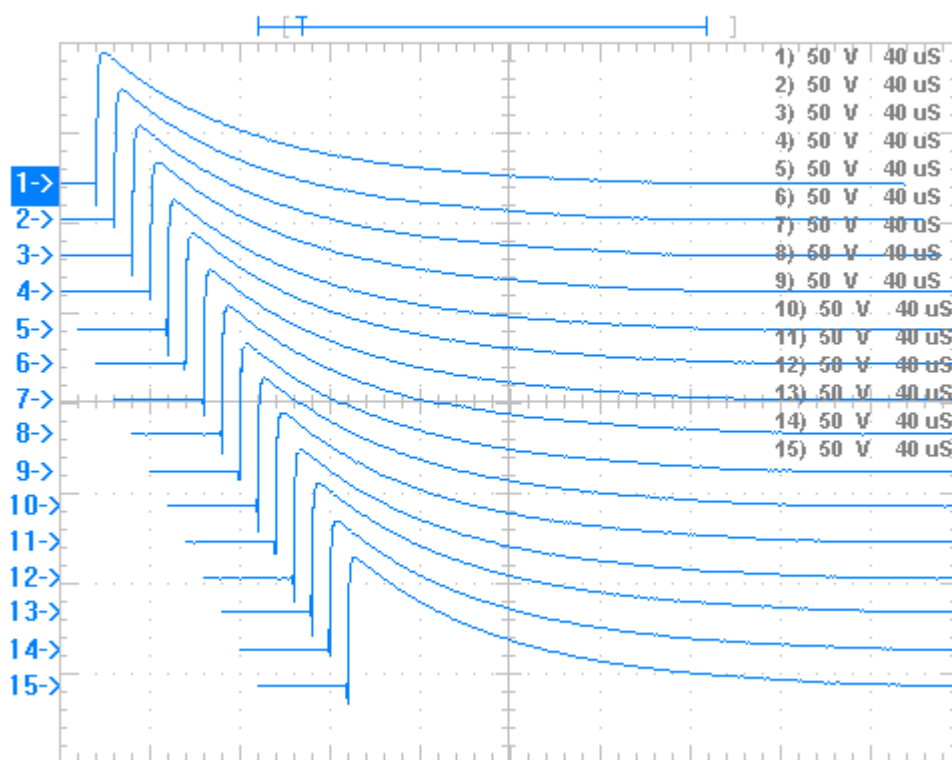 [ T ]
1) 50 V 40 uS
2) 50 V 40 uS
3) 50 V 40 uS
4) 50 V 40 uS
5) 50 V 40 uS
6) 50 V 40 uS
7) 50 V 40 uS
8) 50 V 40 uS
9) 50 V 40 uS
10) 50 V 40 uS
11) 50 V 40 uS
12) 50 V 40 uS
13) 50 V 40 uS
14) 50 V 40 uS
15) 50 V 40 uS
1->
2->
3->
4->
5->
6->
7->
8->
9->
10->
11->
12->
13->
14->
15->